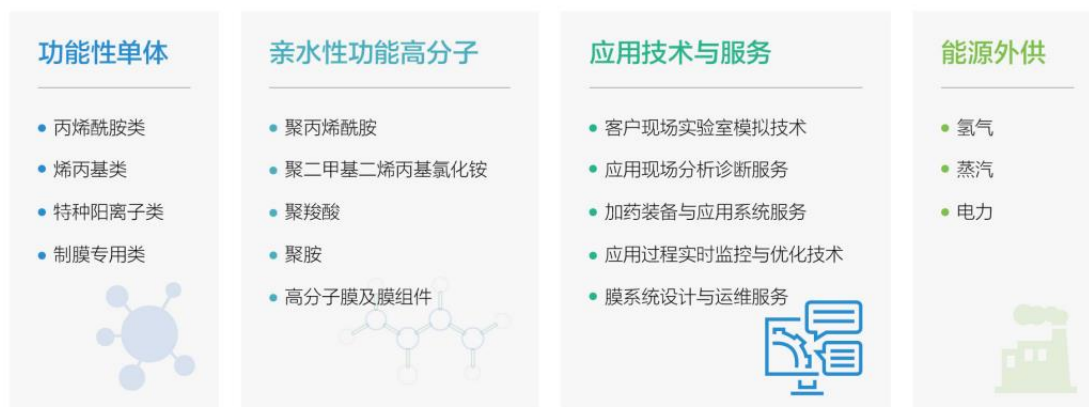 功能性单体
丙烯酰胺类
烯丙基类
特种阳离子类
制膜专用类
亲水性功能高分子
聚丙烯酰胺
聚二甲基二烯丙基氯化铵
聚羧酸
聚胺
高分子膜及膜组件
应用技术与服务
客户现场实验室模拟技术
应用现场分析诊断服务
加药装备与应用系统服务
应用过程实时监控与优化技术
膜系统设计与运维服务
能源外供
氢气
蒸汽
电力